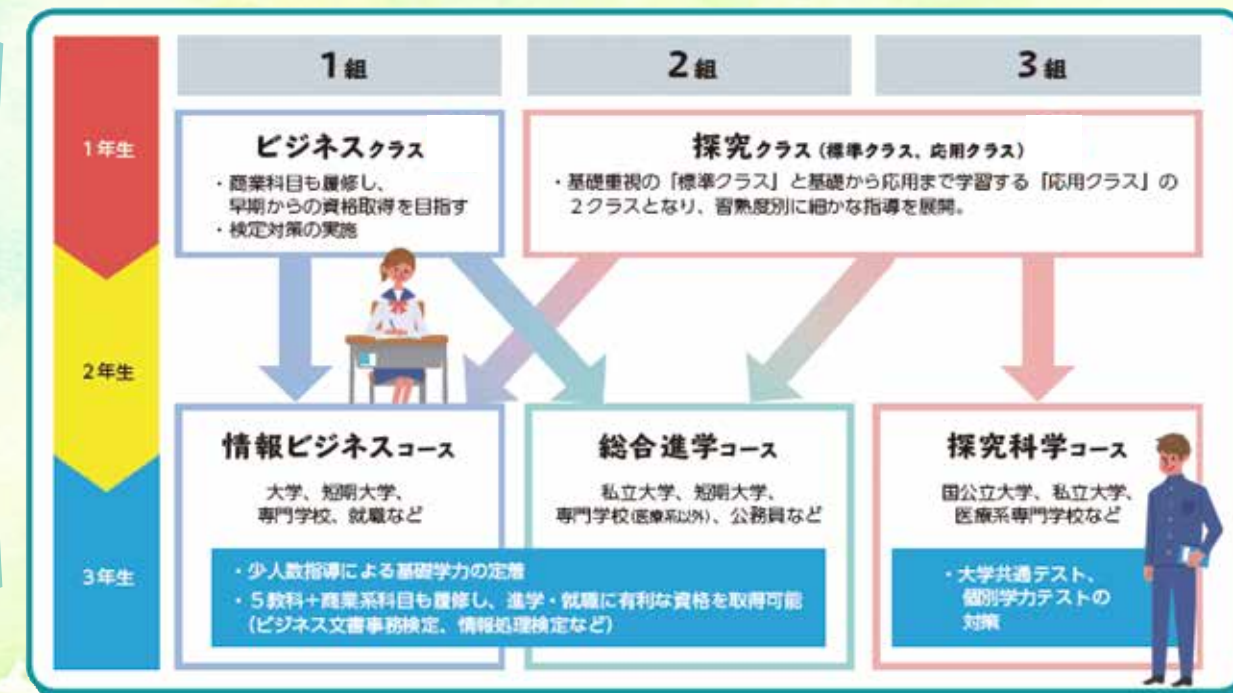 1組
2組
3組
1年生
ビジネスクラス
・商業科目も履修し、
早期からの資格取得を目指す
・検定対策の実施
探究クラス(標準クラス、応用クラス)
・基礎重視の「標準クラス」と基礎から応用まで学習する「応用クラス」の
2クラスとなり、習熟度別に細かな指導を展開。
2年生
情報ビジネスコース
大学、短期大学、
専門学校、就職など
総合進学コース
私立大学、短期大学、
専門学校(医療系以外)、公務員など
探究科学コース
国公立大学、私立大学、
医療系専門学校など
3年生
・少人数指導による基礎学力の定着
・5教科+商業系科目も履修し、進学・就職に有利な資格を取得可能
(ビジネス文書事務検定、情報処理検定など)
・大学共通テスト、
個別学力テストの
対策